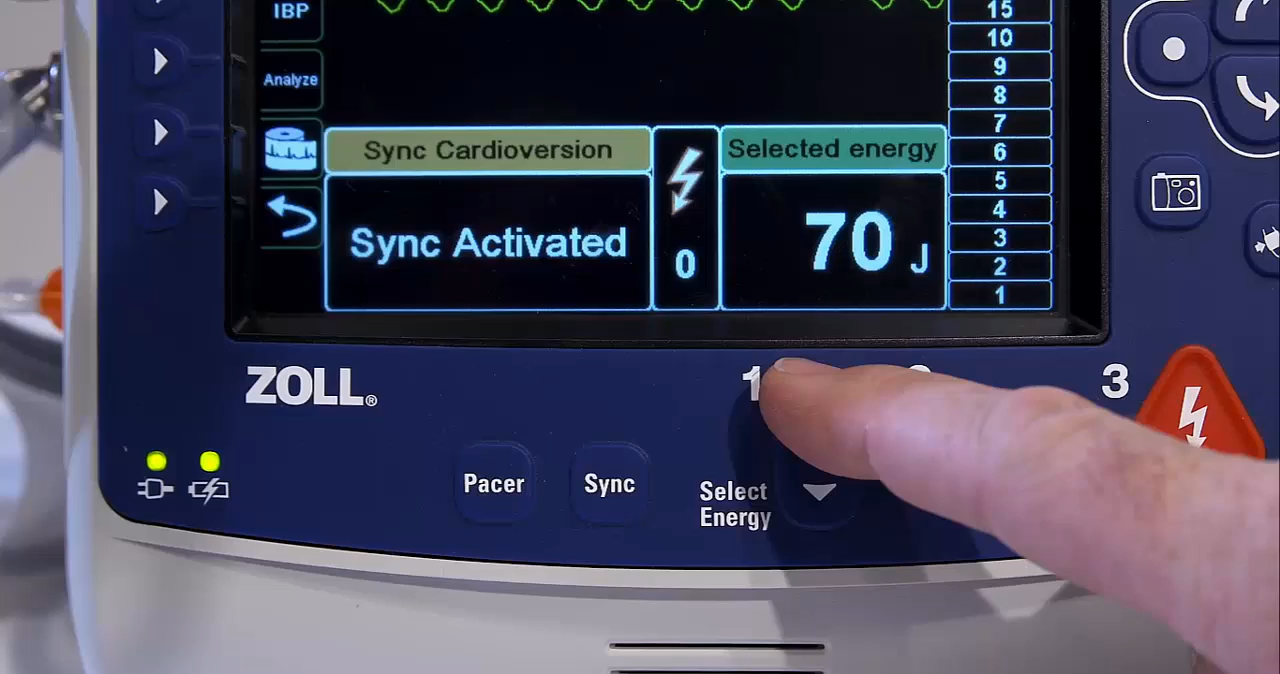 IBP
Analyze
Sync Cardioversion
Sync Activated
0
Selected energy
70 J
15
10
9
8
7
6
5
4
3
2
1
ZOLL®
1
3
Pacer
Sync
Select
Energy